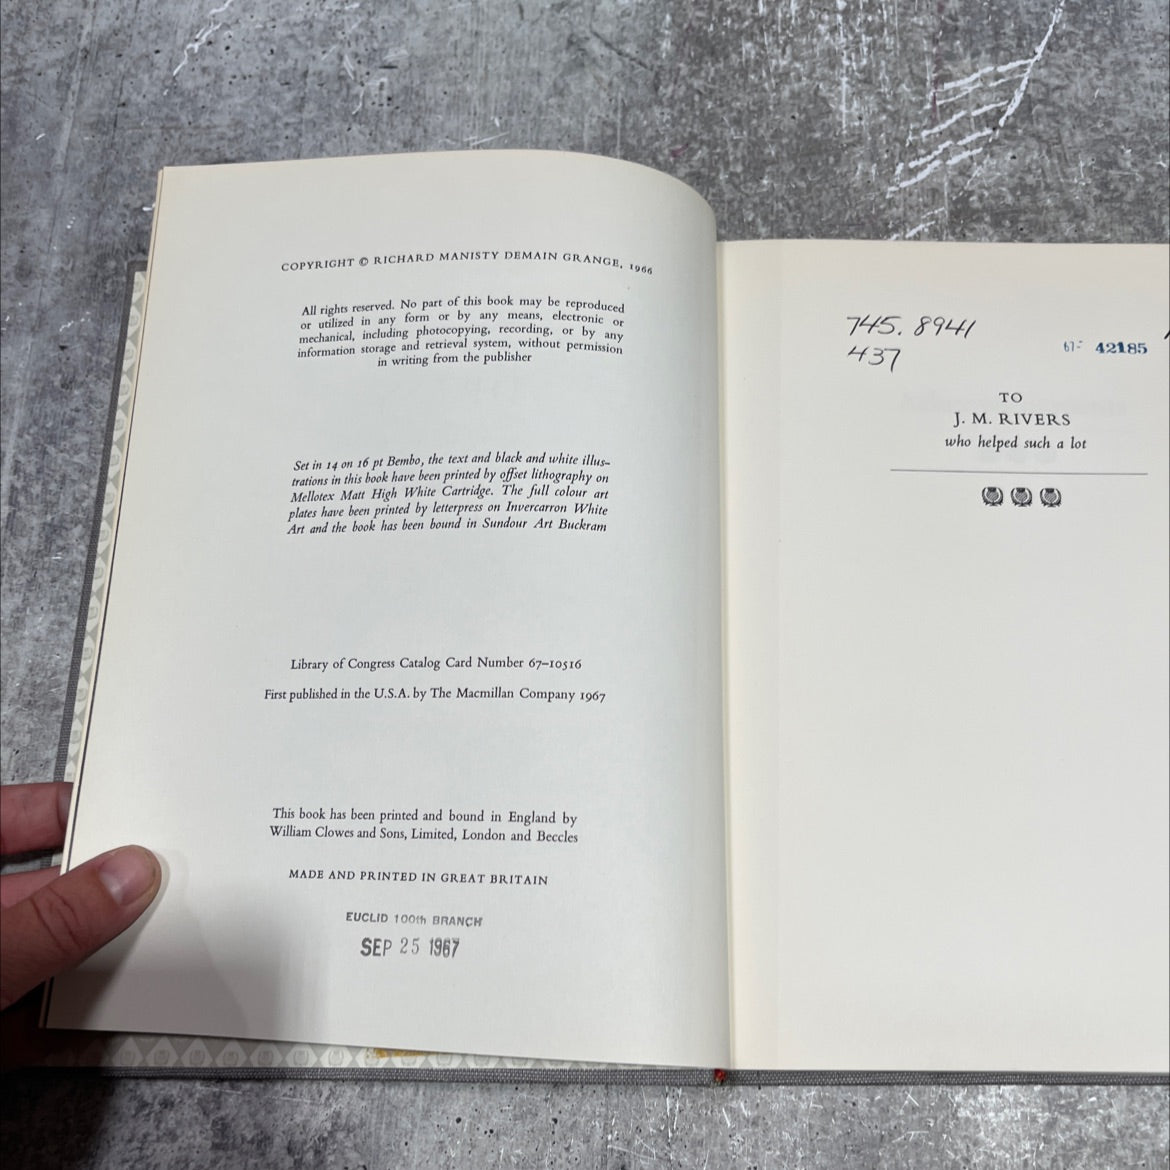 COPYRIGHT © RICHARD MANISTY DEMAIN GRANGE, 1966
All rights reserved. No part of this book may be reproduced
or utilized in any form or by any means, electronic or
mechanical, including photocopying, recording, or by any
information storage and retrieval system, without permission
in writing from the publisher
Set in 14 on 16 pt Bembo, the text and black and white illus-
trations in this book have been printed by offset lithography on
Mellotex Matt High White Cartridge. The full colour art
plates have been printed by letterpress on Invercarron White
Art and the book has been bound in Sundour Art Buckram
Library of Congress Catalog Card Number 67-10516
First published in the U.S.A. by The Macmillan Company 1967
This book has been printed and bound in England by
William Clowes and Sons, Limited, London and Beccles
MADE AND PRINTED IN GREAT BRITAIN
EUCLID 100th BRANCH
SEP 25 1967
745.8941
437
67- 42185
TO
J. M. RIVERS
who helped such a lot